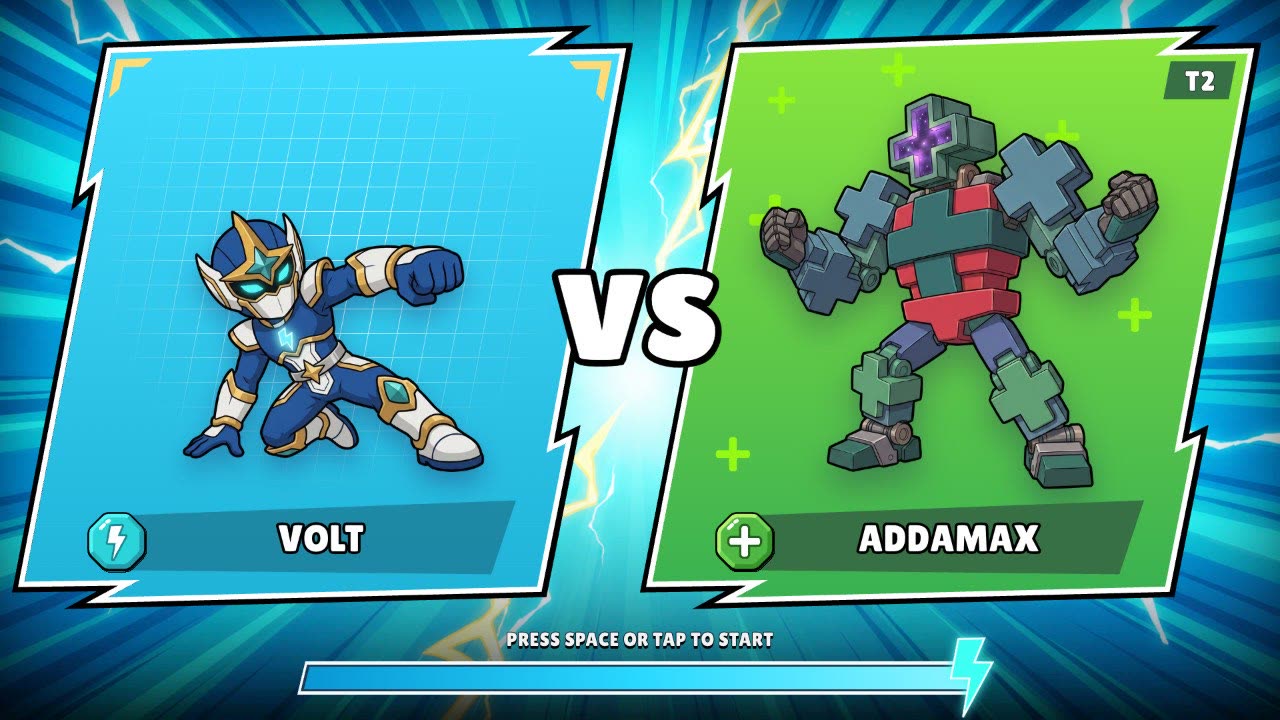 T2
VS
VOLT
ADDAMAX
PRESS SPACE OR TAP TO START